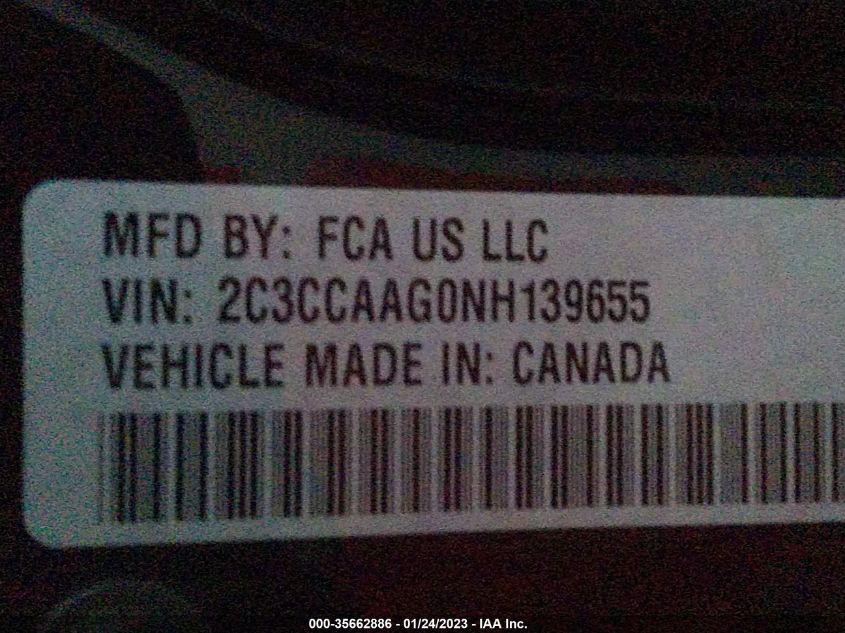 MFD BY: FCA US LLC
VIN: 2C3CCAAG0NH139655
VEHICLE MADE IN: CANADA
000-35662886 - 01/24/2023 - IAA Inc.